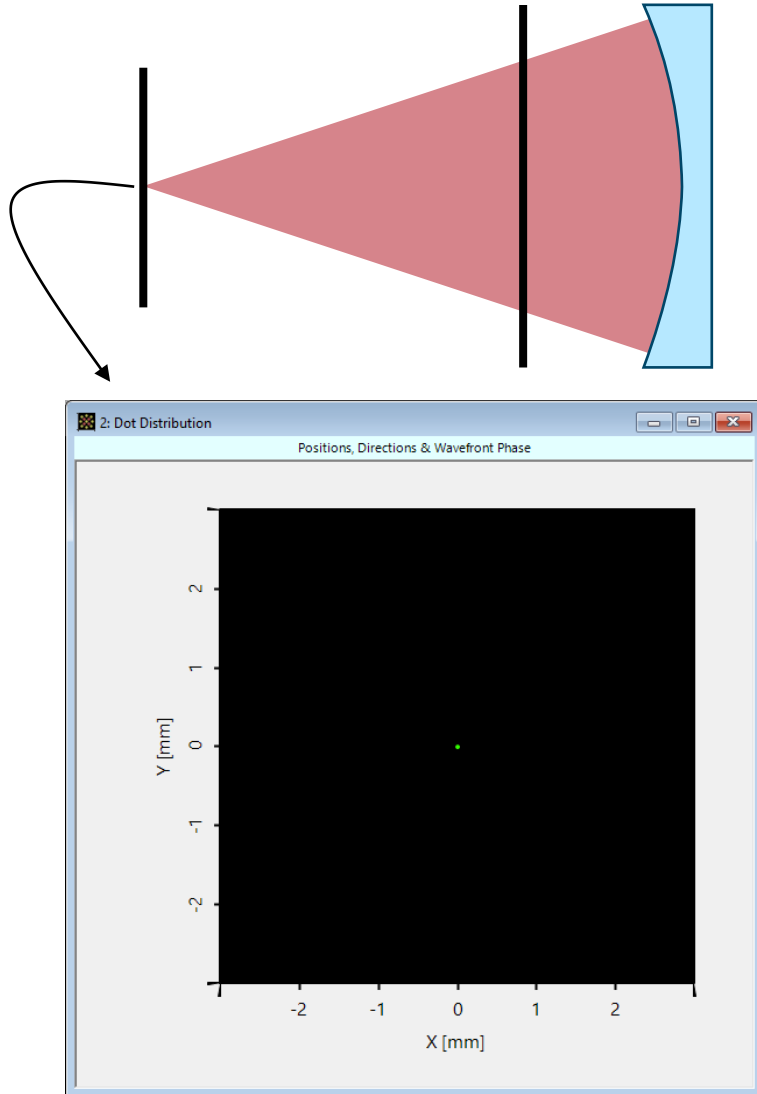 2: Dot Distribution
Positions, Directions & Wavefront Phase
2
1
0
-1
-2
Y [mm]
-2 -1 0 1 2
X [mm]